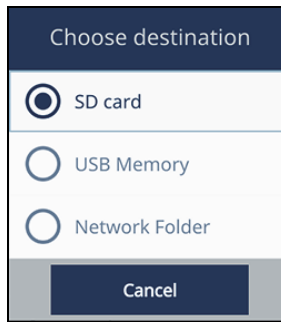 Choose destination
SD card
USB Memory
Network Folder
Cancel